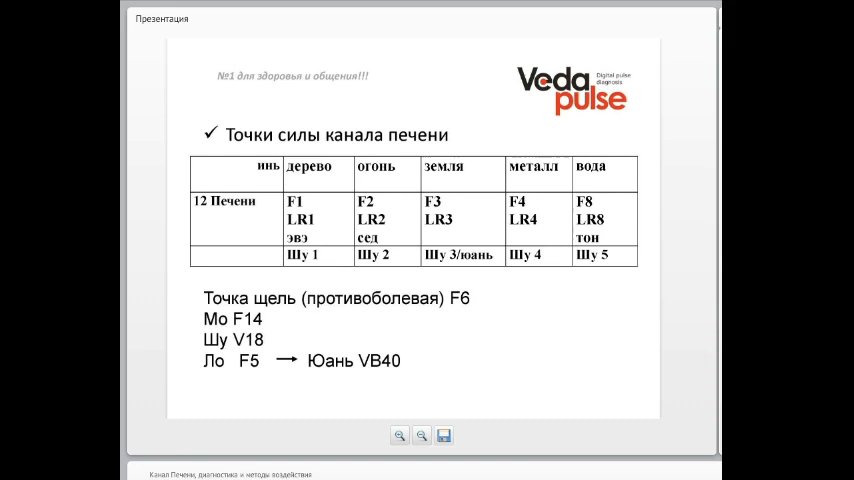 Презентация
№1 для здоровья и общения!!!
Veda pulse
Digital pulse
diagnosis
✓ Точки силы канала печени
инь дерево огонь земля металл вода
12 Печени F1 F2 F3 F4 F8
LR1 LR2 LR3 LR4 LR8
эвэ сед тон
Шу 1 Шу 2 Шу 3/юань Шу 4 Шу 5
Точка щель (противоболевая) F6
Мо F14
Шу V18
Ло F5 → Юань VB40
Канал Печени, диагностика и методы воздействия